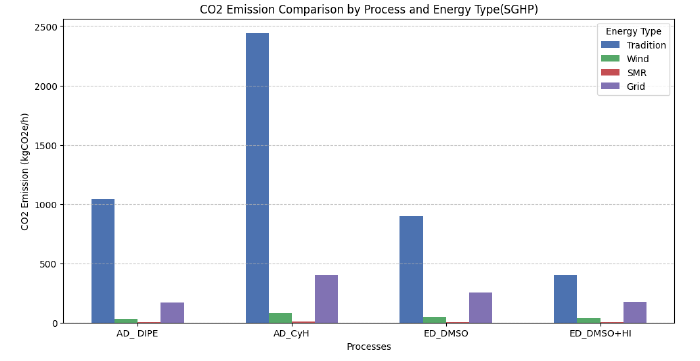 CO2 Emission Comparison by Process and Energy Type(SGHP)
Energy Type
Tradition
Wind
SMR
Grid
CO2 Emission (kgCO2e/h)
2500
2000
1500
1000
500
0
AD_ DIPE
AD_CyH
ED_DMSO
ED_DMSO+HI
Processes